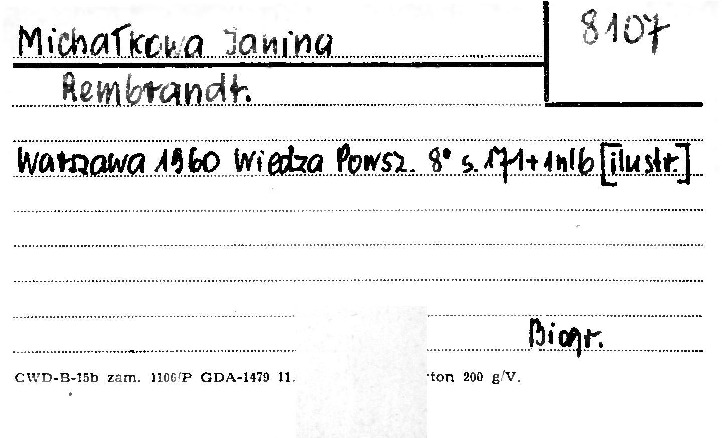 Michałkowa Janina
8107
Rembrandt.
Warszawa 1960 Wiedza Powsz. 8° s. 171+1nlb [ilustr.]
Biogr.
CWD-B-15b zam. 1106/P GDA-1479 11. rton 200 g/V.